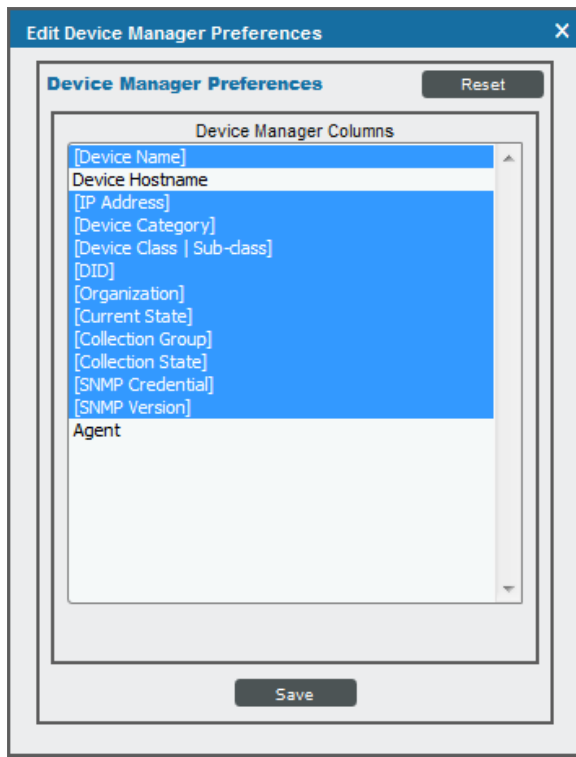 Edit Device Manager Preferences
Device Manager Preferences
Reset
Device Manager Columns
[Device Name]
Device Hostname
[IP Address]
[Device Category]
[Device Class | Sub-class]
[DID]
[Organization]
[Current State]
[Collection Group]
[Collection State]
[SNMP Credential]
[SNMP Version]
Agent
Save